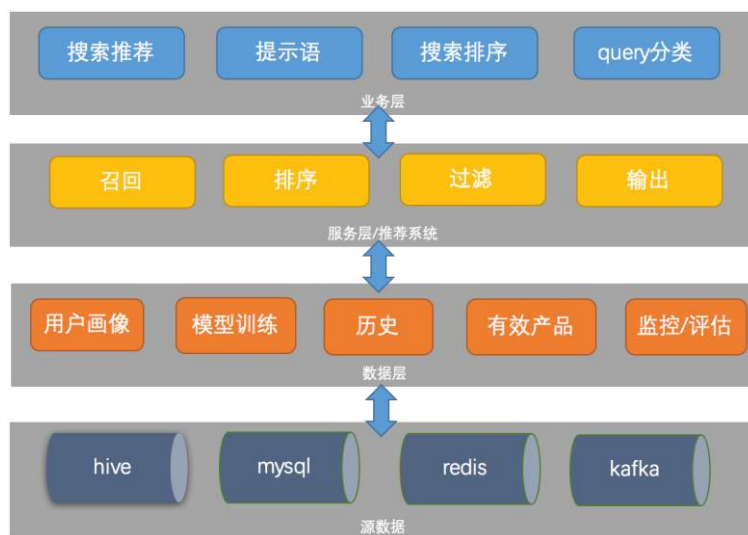 搜索推荐 提示语 搜索排序 query分类
业务层
召回 排序 过滤 输出
服务层/推荐系统
用户画像 模型训练 历史 有效产品 监控/评估
数据层
hive mysql redis kafka
源数据